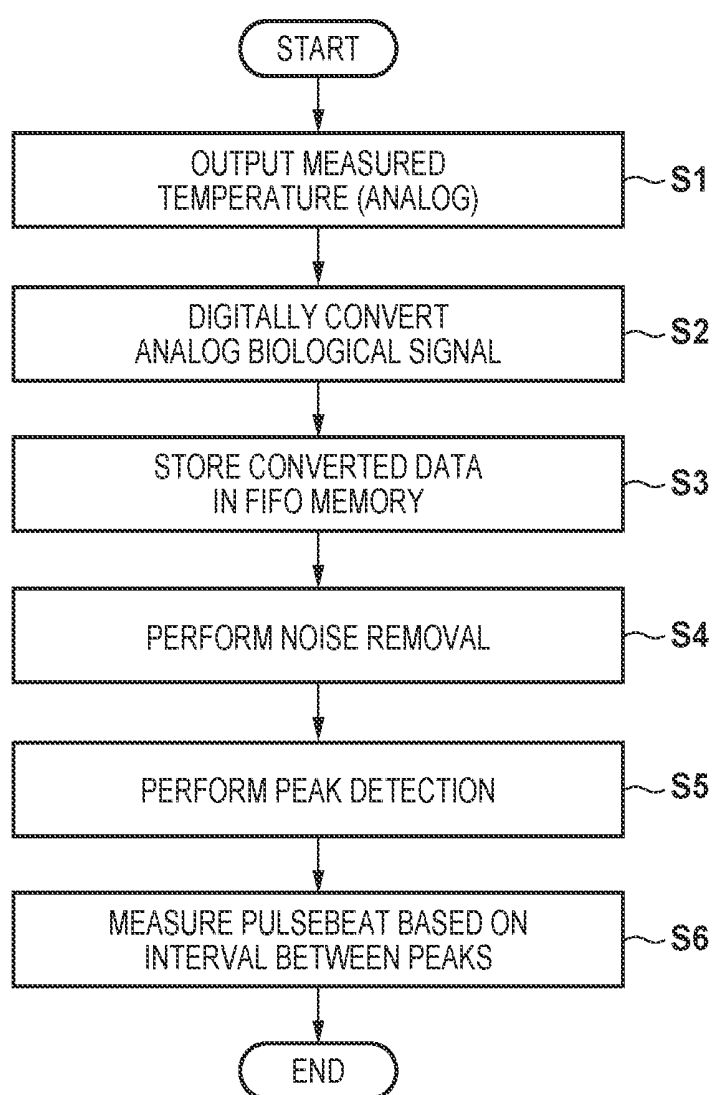 START
OUTPUT MEASURED
TEMPERATURE (ANALOG)
S1
DIGITALLY CONVERT
ANALOG BIOLOGICAL SIGNAL
S2
STORE CONVERTED DATA
IN FIFO MEMORY
S3
PERFORM NOISE REMOVAL
S4
PERFORM PEAK DETECTION
S5
MEASURE PULSEBEAT BASED ON
INTERVAL BETWEEN PEAKS
S6
END